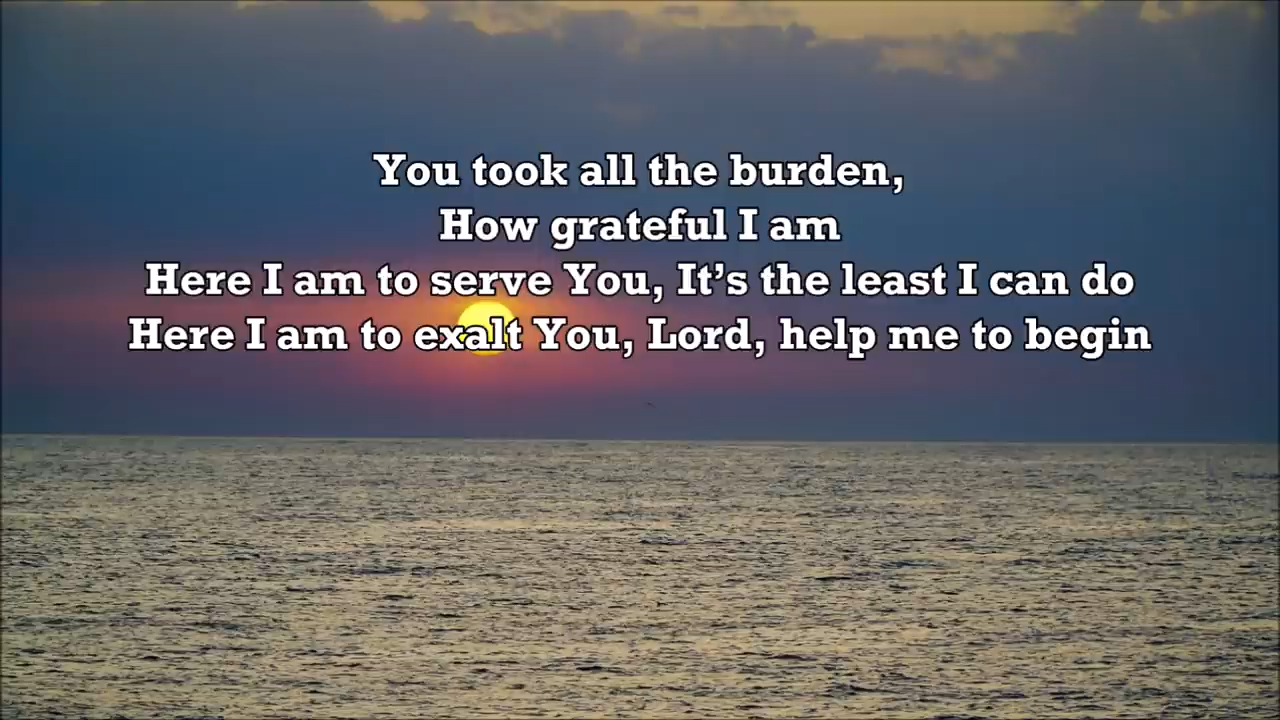 You took all the burden,
How grateful I am
Here I am to serve You, It’s the least I can do
Here I am to exalt You, Lord, help me to begin